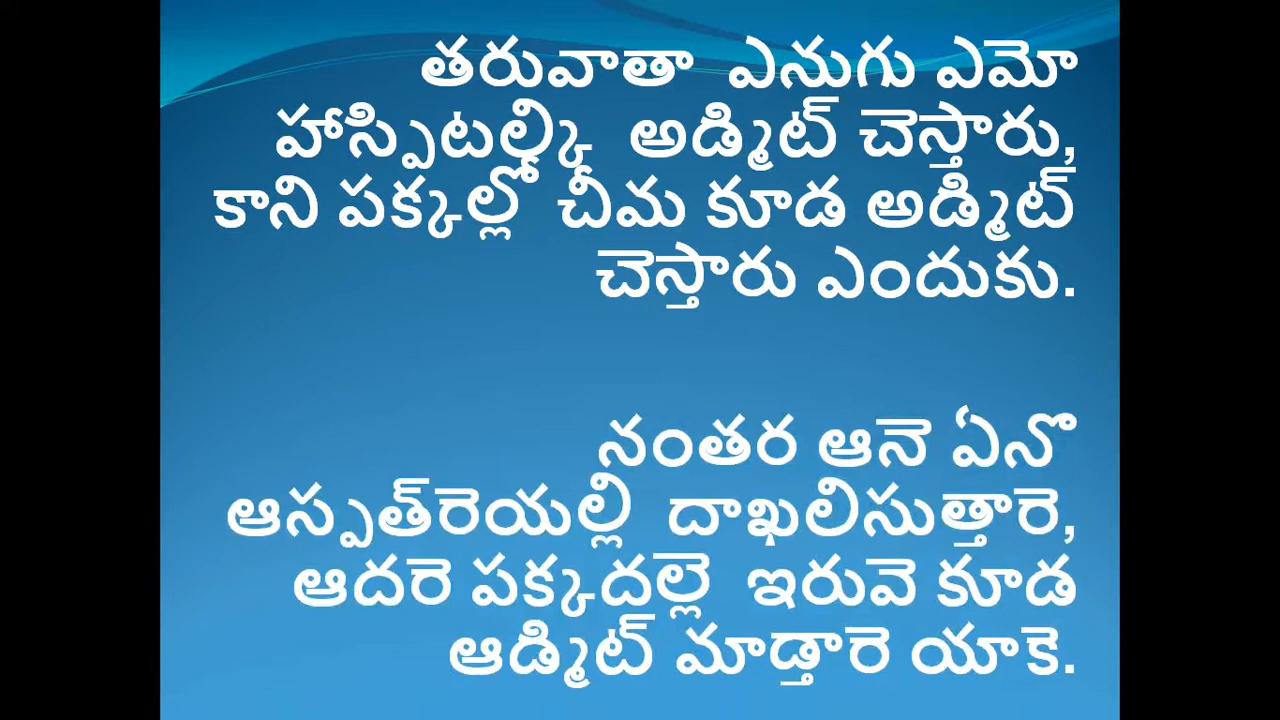 తరువాతా ఎనుగు ఎమో
హాస్పిటల్కి అడ్మిట్ చెస్తారు,
కాని పక్కల్లో చీమ కూడ అడ్మిట్
చెస్తారు ఎందుకు.
నంతర ఆనె ఏనొ
ఆస్పత్‌రెయల్లి దాఖలిసుత్తారె,
ఆదరె పక్కదల్లె ఇరువె కూడ
ఆడ్మిట్ మాడ్తారె యాకె.